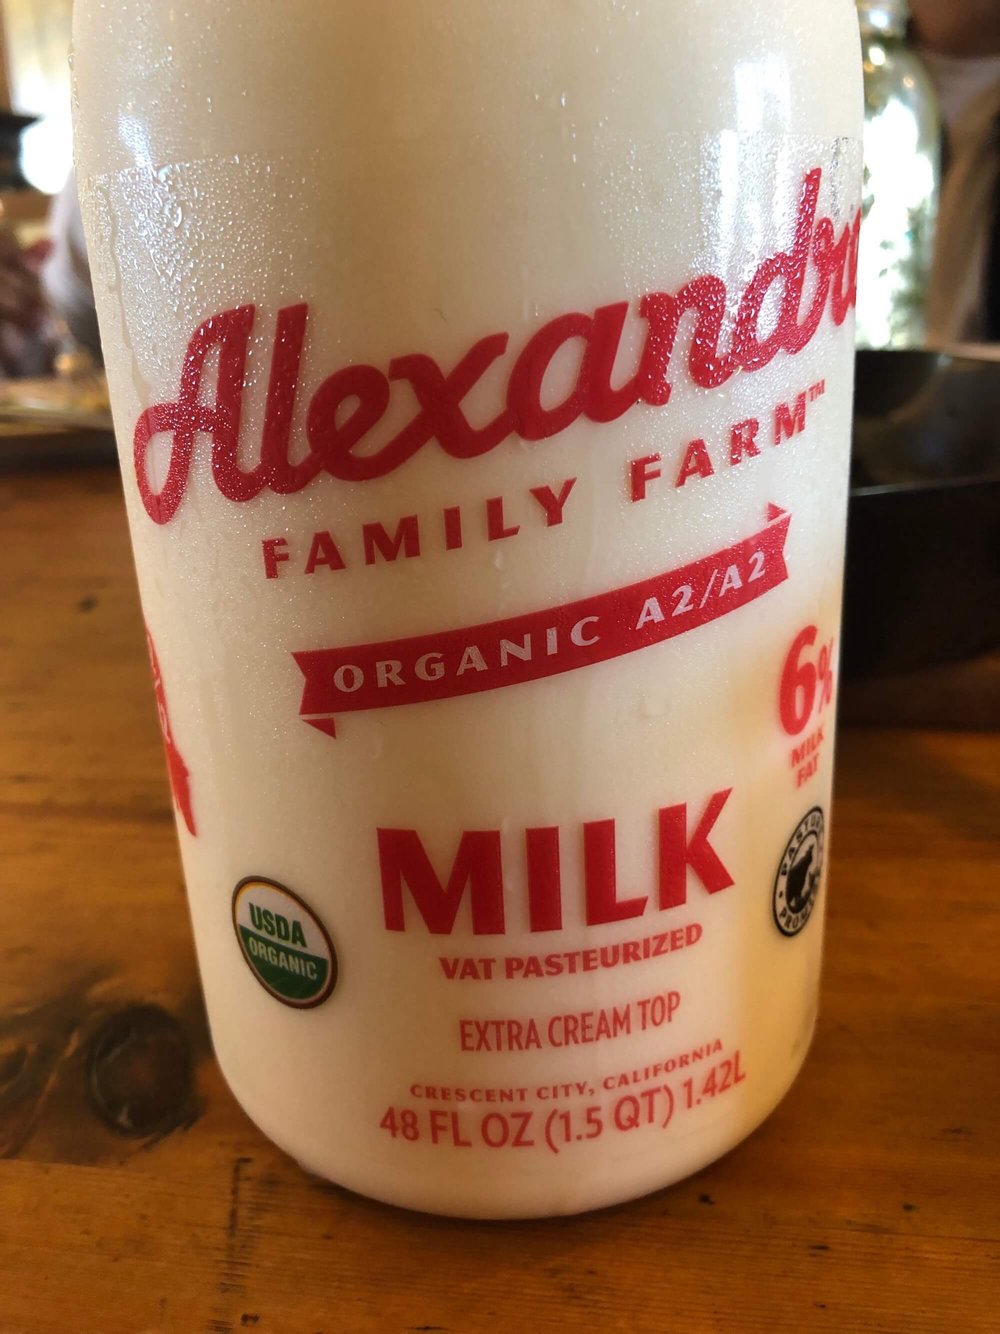 Alexandre
FAMILY FARM™
ORGANIC A2/A2
6%
MILK
FAT
MILK
USDA
ORGANIC
VAT PASTEURIZED
EXTRA CREAM TOP
CRESCENT CITY, CALIFORNIA
48 FL OZ (1.5 QT) 1.42L